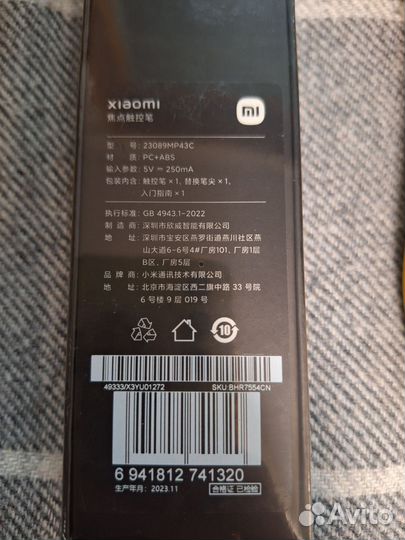 xiaomi
mi
焦点触控笔
型 号: 23089MP43C
材 质: PC+ABS
输入参数: 5V ⎓ 250mA
包装内含: 触控笔 × 1, 替换笔尖 × 1,
入门指南 × 1
执行标准: GB 4943.1-2022
制 造 商: 深圳市欣威智能有限公司
地 址: 深圳市宝安区燕罗街道燕川社区燕
山大道6-6号4#厂房101、厂房1层
B区、厂房5层
品 牌 商: 小米通讯技术有限公司
地 址: 北京市海淀区西二旗中路 33 号院
6 号楼 9 层 019 号
10
49333/X3YU01272
SKU:BHR7554CN
6 941812 741320
生产年月: 2023.11
合格证 已检验
Avito